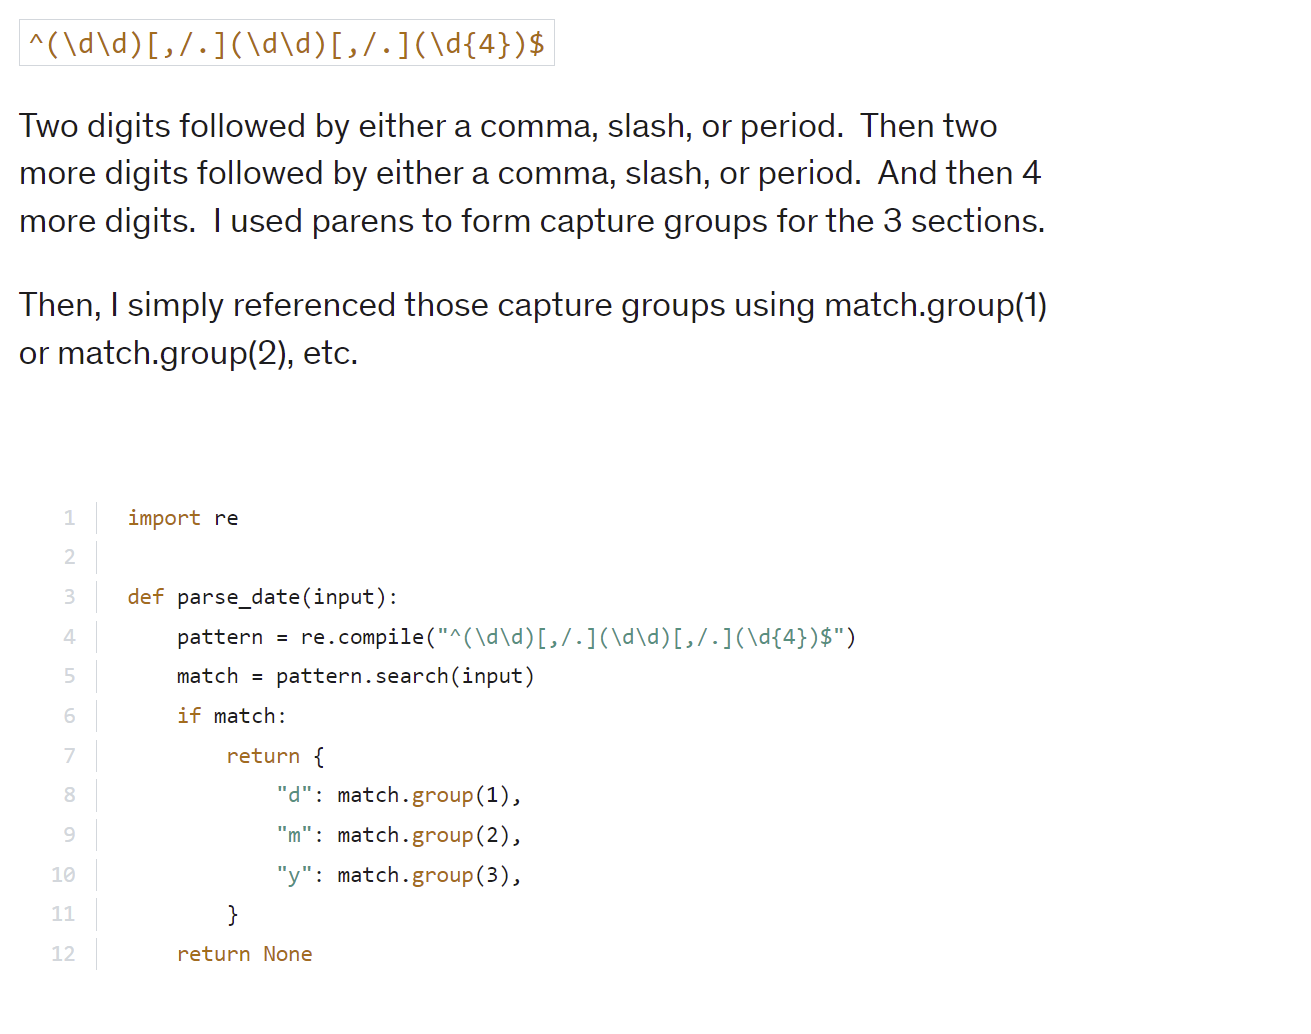 ^(\d\d)[,/.](\d\d)[,/.](\d{4})$
Two digits followed by either a comma, slash, or period.  Then two
more digits followed by either a comma, slash, or period.  And then 4
more digits.  I used parens to form capture groups for the 3 sections.
Then, I simply referenced those capture groups using match.group(1)
or match.group(2), etc.
1 import re
2
3 def parse_date(input):
4     pattern = re.compile("^(\d\d)[,/.](\d\d)[,/.](\d{4})$")
5     match = pattern.search(input)
6     if match:
7         return {
8             "d": match.group(1),
9             "m": match.group(2),
10             "y": match.group(3),
11         }
12     return None